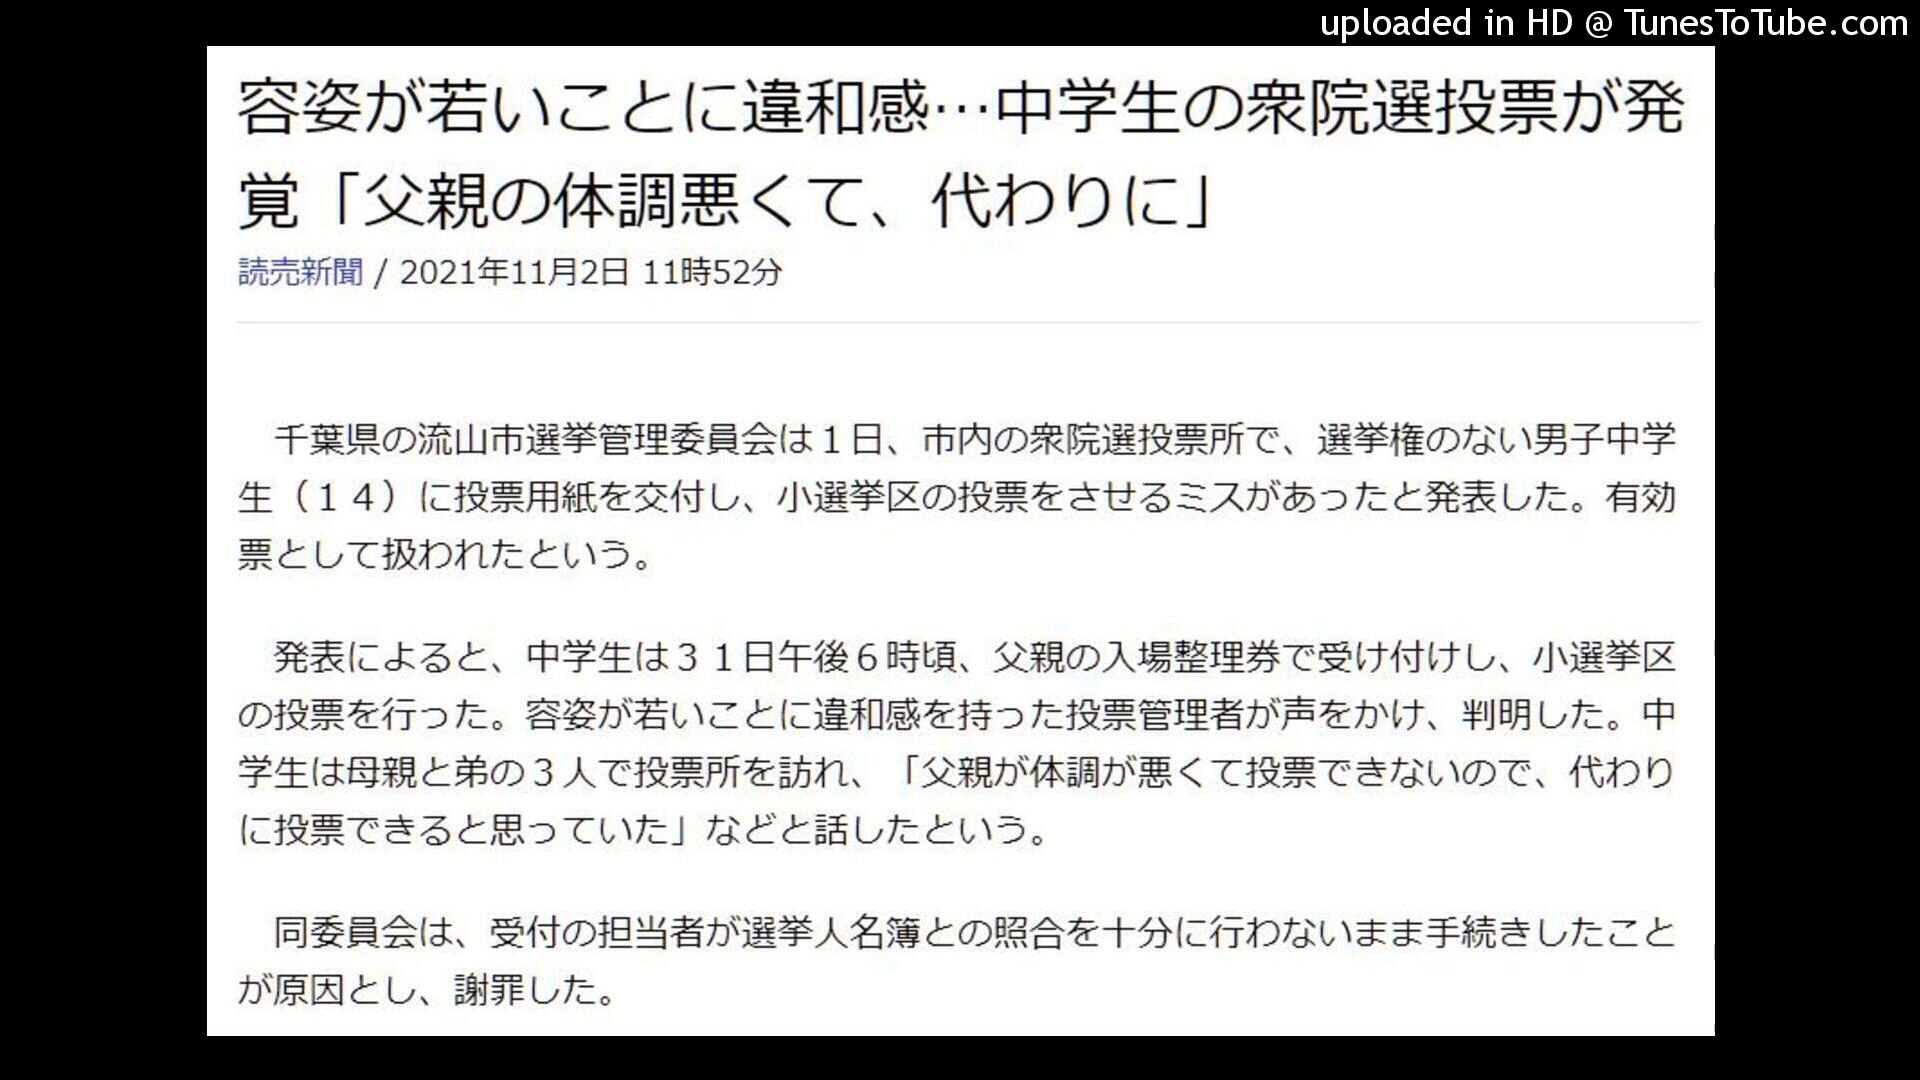 uploaded in HD @ TunesToTube.com
容姿が若いことに違和感…中学生の衆院選投票が発
覚「父親の体調悪くて、代わりに」
読売新聞 / 2021年11月2日 11時52分
　千葉県の流山市選挙管理委員会は１日、市内の衆院選投票所で、選挙権のない男子中学
生（１４）に投票用紙を交付し、小選挙区の投票をさせるミスがあったと発表した。有効
票として扱われたという。
　発表によると、中学生は３１日午後６時頃、父親の入場整理券で受け付けし、小選挙区
の投票を行った。容姿が若いことに違和感を持った投票管理者が声をかけ、判明した。中
学生は母親と弟の３人で投票所を訪れ、「父親が体調が悪くて投票できないので、代わり
に投票できると思っていた」などと話したという。
　同委員会は、受付の担当者が選挙人名簿との照合を十分に行わないまま手続きしたこと
が原因とし、謝罪した。